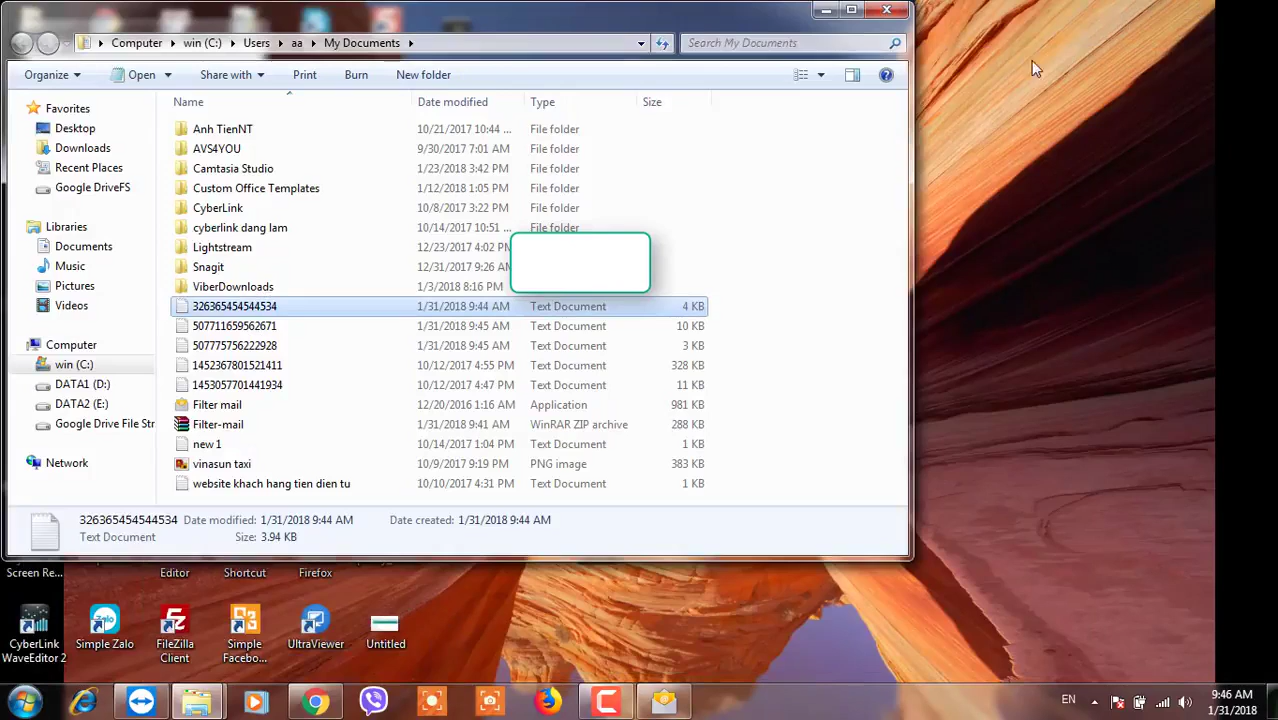 Computer ▸ win (C:) ▸ Users ▸ aa ▸ My Documents ▸
Search My Documents
Organize Open Share with Print Burn New folder
Name Date modified Type Size
Favorites
Desktop
Downloads
Recent Places
Google DriveFS
Libraries
Documents
Music
Pictures
Videos
Computer
win (C:)
DATA1 (D:)
DATA2 (E:)
Google Drive File Str
Network
Anh TienNT 10/21/2017 10:44 ... File folder
AVS4YOU 9/30/2017 7:01 AM File folder
Camtasia Studio 1/23/2018 3:42 PM File folder
Custom Office Templates 1/12/2018 1:05 PM File folder
CyberLink 10/8/2017 3:22 PM File folder
cyberlink dang lam 10/14/2017 10:51 ... File folder
Lightstream 12/23/2017 4:02 PM
Snagit 12/31/2017 9:26 AM
ViberDownloads 1/3/2018 8:16 PM
326365454544534 1/31/2018 9:44 AM Text Document 4 KB
507711659562671 1/31/2018 9:45 AM Text Document 10 KB
507775756222928 1/31/2018 9:45 AM Text Document 3 KB
1452367801521411 10/12/2017 4:55 PM Text Document 328 KB
1453057701441934 10/12/2017 4:47 PM Text Document 11 KB
Filter mail 12/20/2016 1:16 AM Application 981 KB
Filter-mail 1/31/2018 9:41 AM WinRAR ZIP archive 288 KB
new 1 10/14/2017 1:04 PM Text Document 1 KB
vinasun taxi 10/9/2017 9:19 PM PNG image 383 KB
website khach hang tien dien tu 10/10/2017 4:31 PM Text Document 1 KB
326365454544534 Date modified: 1/31/2018 9:44 AM Date created: 1/31/2018 9:44 AM
Text Document Size: 3.94 KB
Screen Re...
Editor
Shortcut
Firefox
CyberLink WaveEditor 2
Simple Zalo
FileZilla Client
Simple Facebo...
UltraViewer
Untitled
EN
9:46 AM
1/31/2018